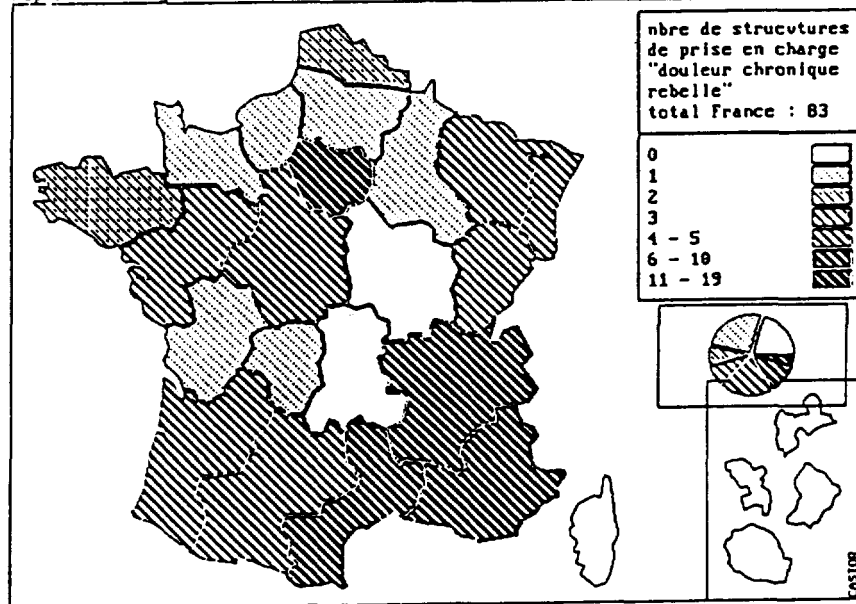 nbre de strucvtures
de prise en charge
"douleur chronique
rebelle"
total France : 83
0
1
2
3
4 - 5
6 - 10
11 - 19
CASTOR